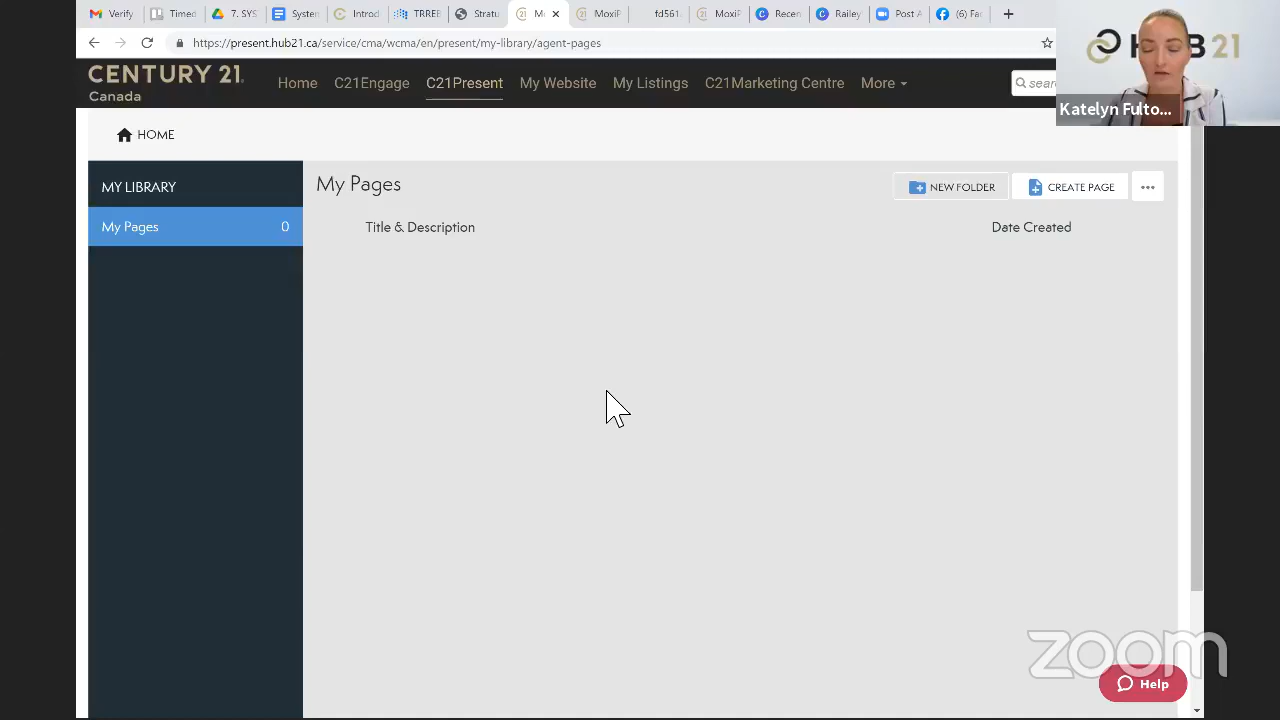 Verify Timed 7. SYS System Introd TRREE Stratu M MoxiP fd561. MoxiP Recen Railey Post A (6) Fa
https://present.hub21.ca/service/cma/wcma/en/present/my-library/agent-pages
CENTURY 21
Canada
Home C21Engage C21Present My Website My Listings C21Marketing Centre More
HUB 21
Katelyn Fulto...
HOME
MY LIBRARY
My Pages 0
My Pages
NEW FOLDER CREATE PAGE
Title & Description Date Created
zoom
Help